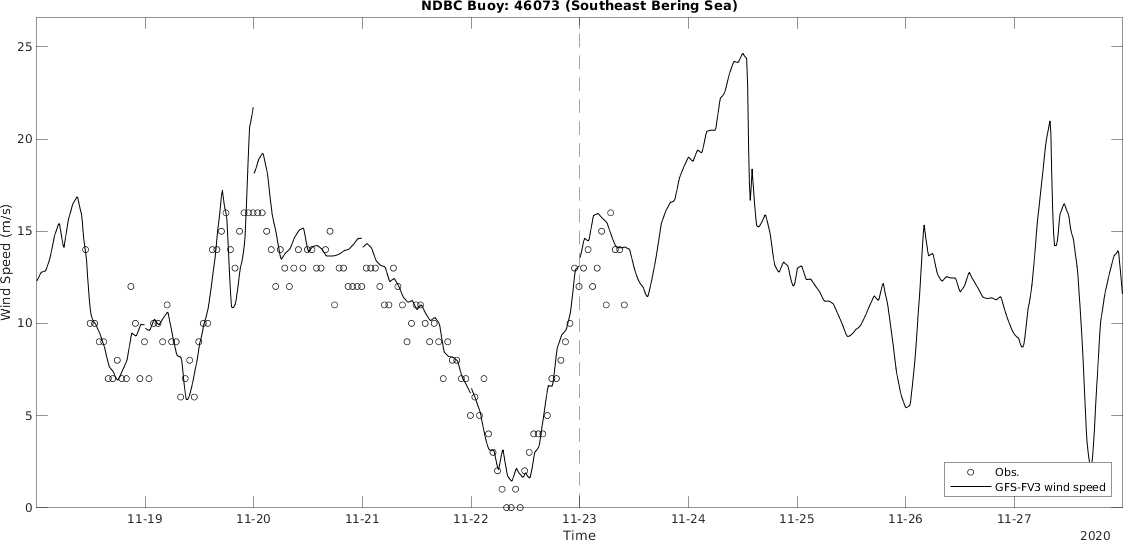 NDBC Buoy: 46073 (Southeast Bering Sea)
25
20
15
10
5
0
Wind Speed (m/s)
Obs.
GFS-FV3 wind speed
11-19 11-20 11-21 11-22 11-23 11-24 11-25 11-26 11-27
Time
2020